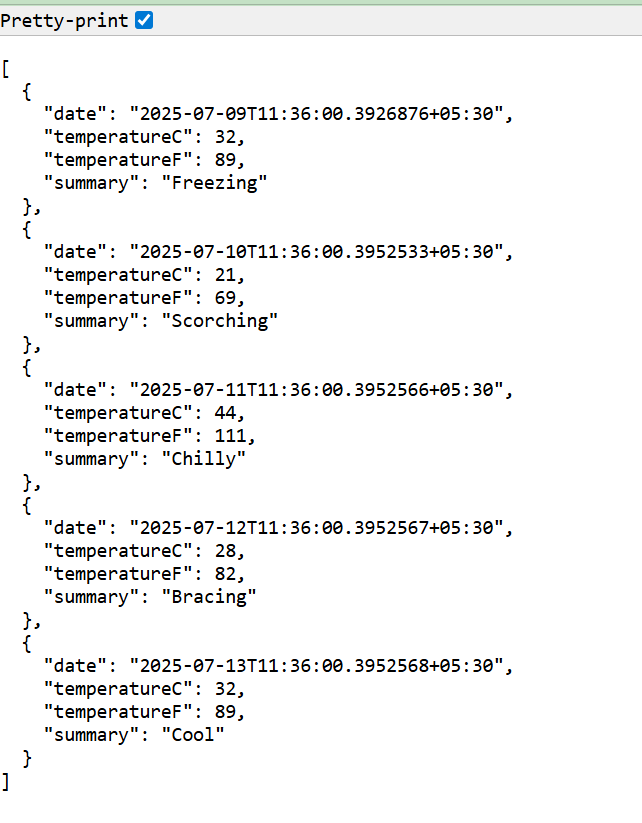 Pretty-print
[
  {
    "date": "2025-07-09T11:36:00.3926876+05:30",
    "temperatureC": 32,
    "temperatureF": 89,
    "summary": "Freezing"
  },
  {
    "date": "2025-07-10T11:36:00.3952533+05:30",
    "temperatureC": 21,
    "temperatureF": 69,
    "summary": "Scorching"
  },
  {
    "date": "2025-07-11T11:36:00.3952566+05:30",
    "temperatureC": 44,
    "temperatureF": 111,
    "summary": "Chilly"
  },
  {
    "date": "2025-07-12T11:36:00.3952567+05:30",
    "temperatureC": 28,
    "temperatureF": 82,
    "summary": "Bracing"
  },
  {
    "date": "2025-07-13T11:36:00.3952568+05:30",
    "temperatureC": 32,
    "temperatureF": 89,
    "summary": "Cool"
  }
]